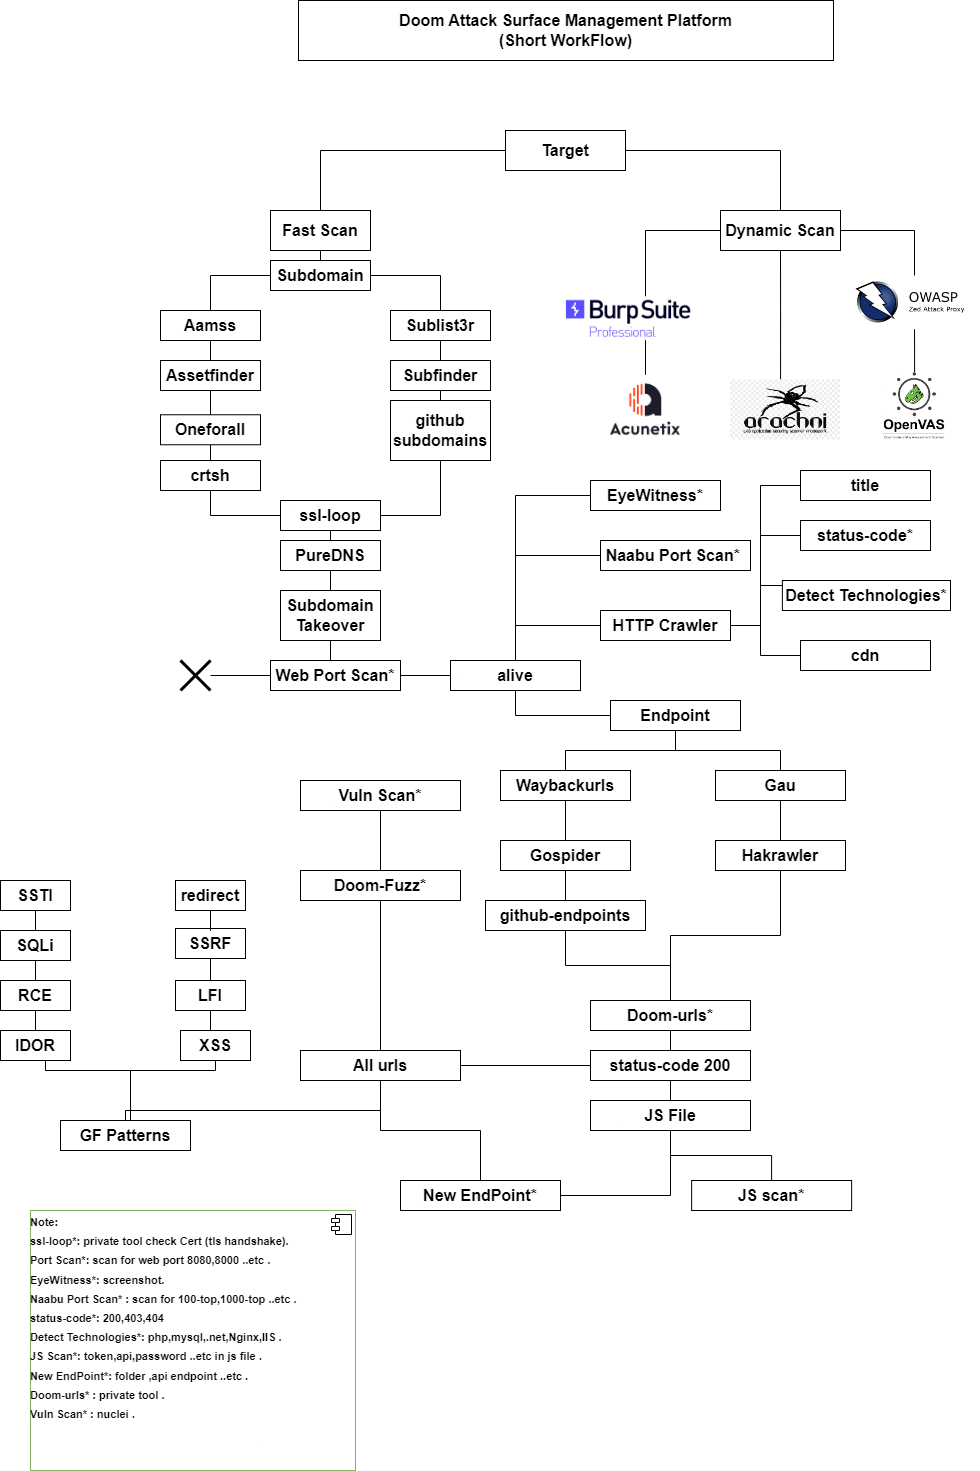 Doom Attack Surface Management Platform
(Short WorkFlow)
Target
Fast Scan
Dynamic Scan
Subdomain
Aamss
Sublist3r
Assetfinder
Subfinder
Oneforall
github
subdomains
crtsh
ssl-loop
PureDNS
Subdomain
Takeover
Web Port Scan*
alive
BurpSuite
Professional
OWASP
Zed Attack Proxy
Acunetix
arachni
web application security scanner framework
OpenVAS
EyeWitness*
Naabu Port Scan*
HTTP Crawler
title
status-code*
Detect Technologies*
cdn
Endpoint
Waybackurls
Gau
Gospider
Hakrawler
github-endpoints
Vuln Scan*
Doom-Fuzz*
SSTI
redirect
SQLi
SSRF
RCE
LFI
IDOR
XSS
Doom-urls*
All urls
status-code 200
JS File
GF Patterns
New EndPoint*
JS scan*
Note:
ssl-loop*: private tool check Cert (tls handshake).
Port Scan*: scan for web port 8080,8000 ..etc .
EyeWitness*: screenshot.
Naabu Port Scan* : scan for 100-top,1000-top ..etc .
status-code*: 200,403,404
Detect Technologies*: php,mysql,.net,Nginx,IIS .
JS Scan*: token,api,password ..etc in js file .
New EndPoint*: folder ,api endpoint ..etc .
Doom-urls* : private tool .
Vuln Scan* : nuclei .